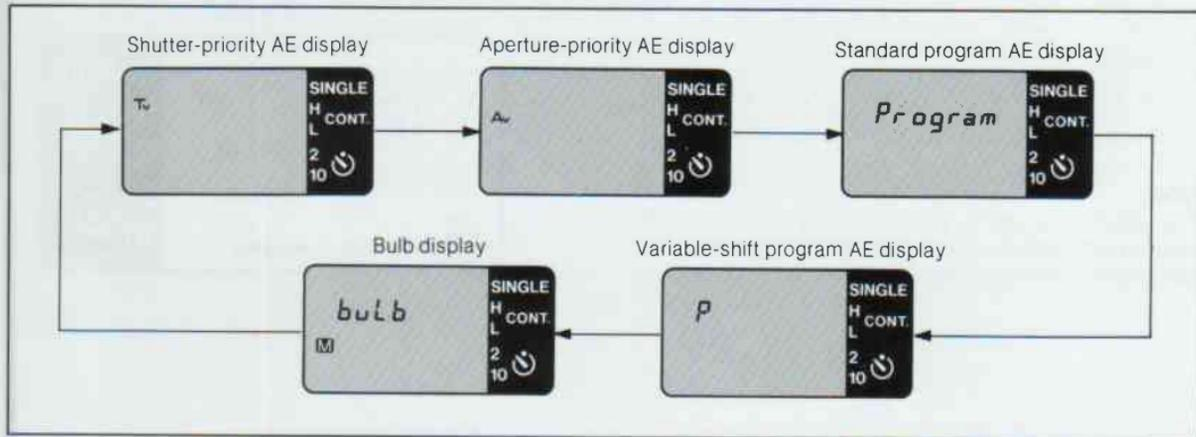 Shutter-priority AE display
Tv
SINGLE
H
CONT.
L
2
10
Aperture-priority AE display
Av
SINGLE
H
CONT.
L
2
10
Standard program AE display
Program
SINGLE
H
CONT.
L
2
10
Bulb display
buLb
M
SINGLE
H
CONT.
L
2
10
Variable-shift program AE display
P
SINGLE
H
CONT.
L
2
10